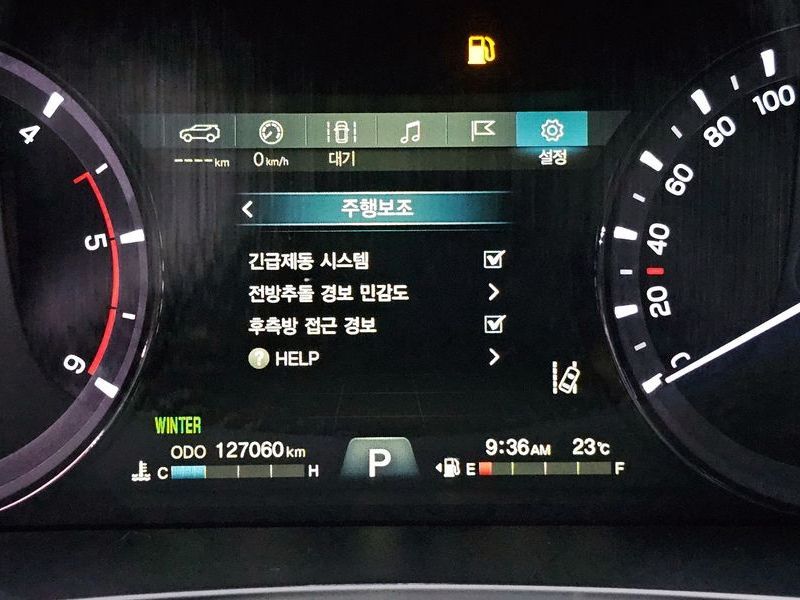 ----km 0km/h 대기 설정
주행보조
긴급제동 시스템
전방추돌 경보 민감도
후측방 접근 경보
? HELP
WINTER
ODO 127060km
C H
P
9:36AM 23℃
E F
4
5
6
0
20
40
60
80
100